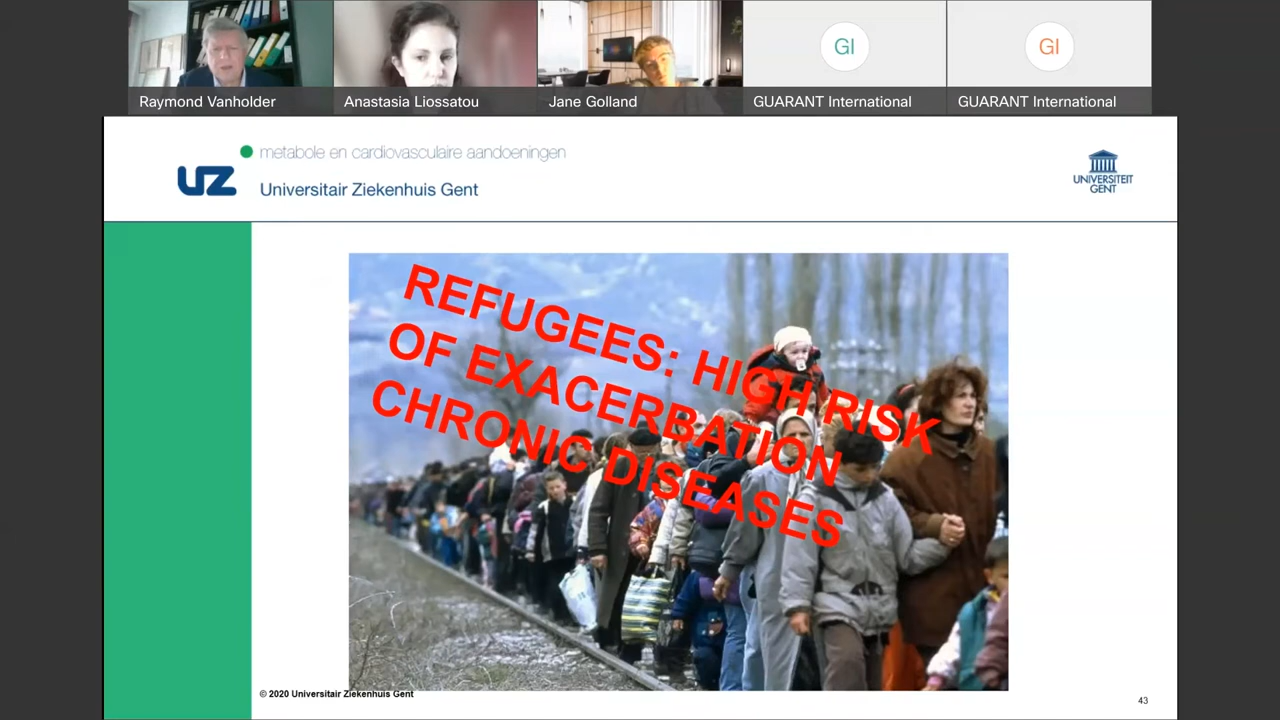 GI
GI
Raymond Vanholder
Anastasia Liossatou
Jane Golland
GUARANT International
GUARANT International
metabole en cardiovasculaire aandoeningen
UZ
Universitair Ziekenhuis Gent
UNIVERSITEIT
GENT
REFUGEES: HIGH RISK
OF EXACERBATION
CHRONIC DISEASES
© 2020 Universitair Ziekenhuis Gent
43